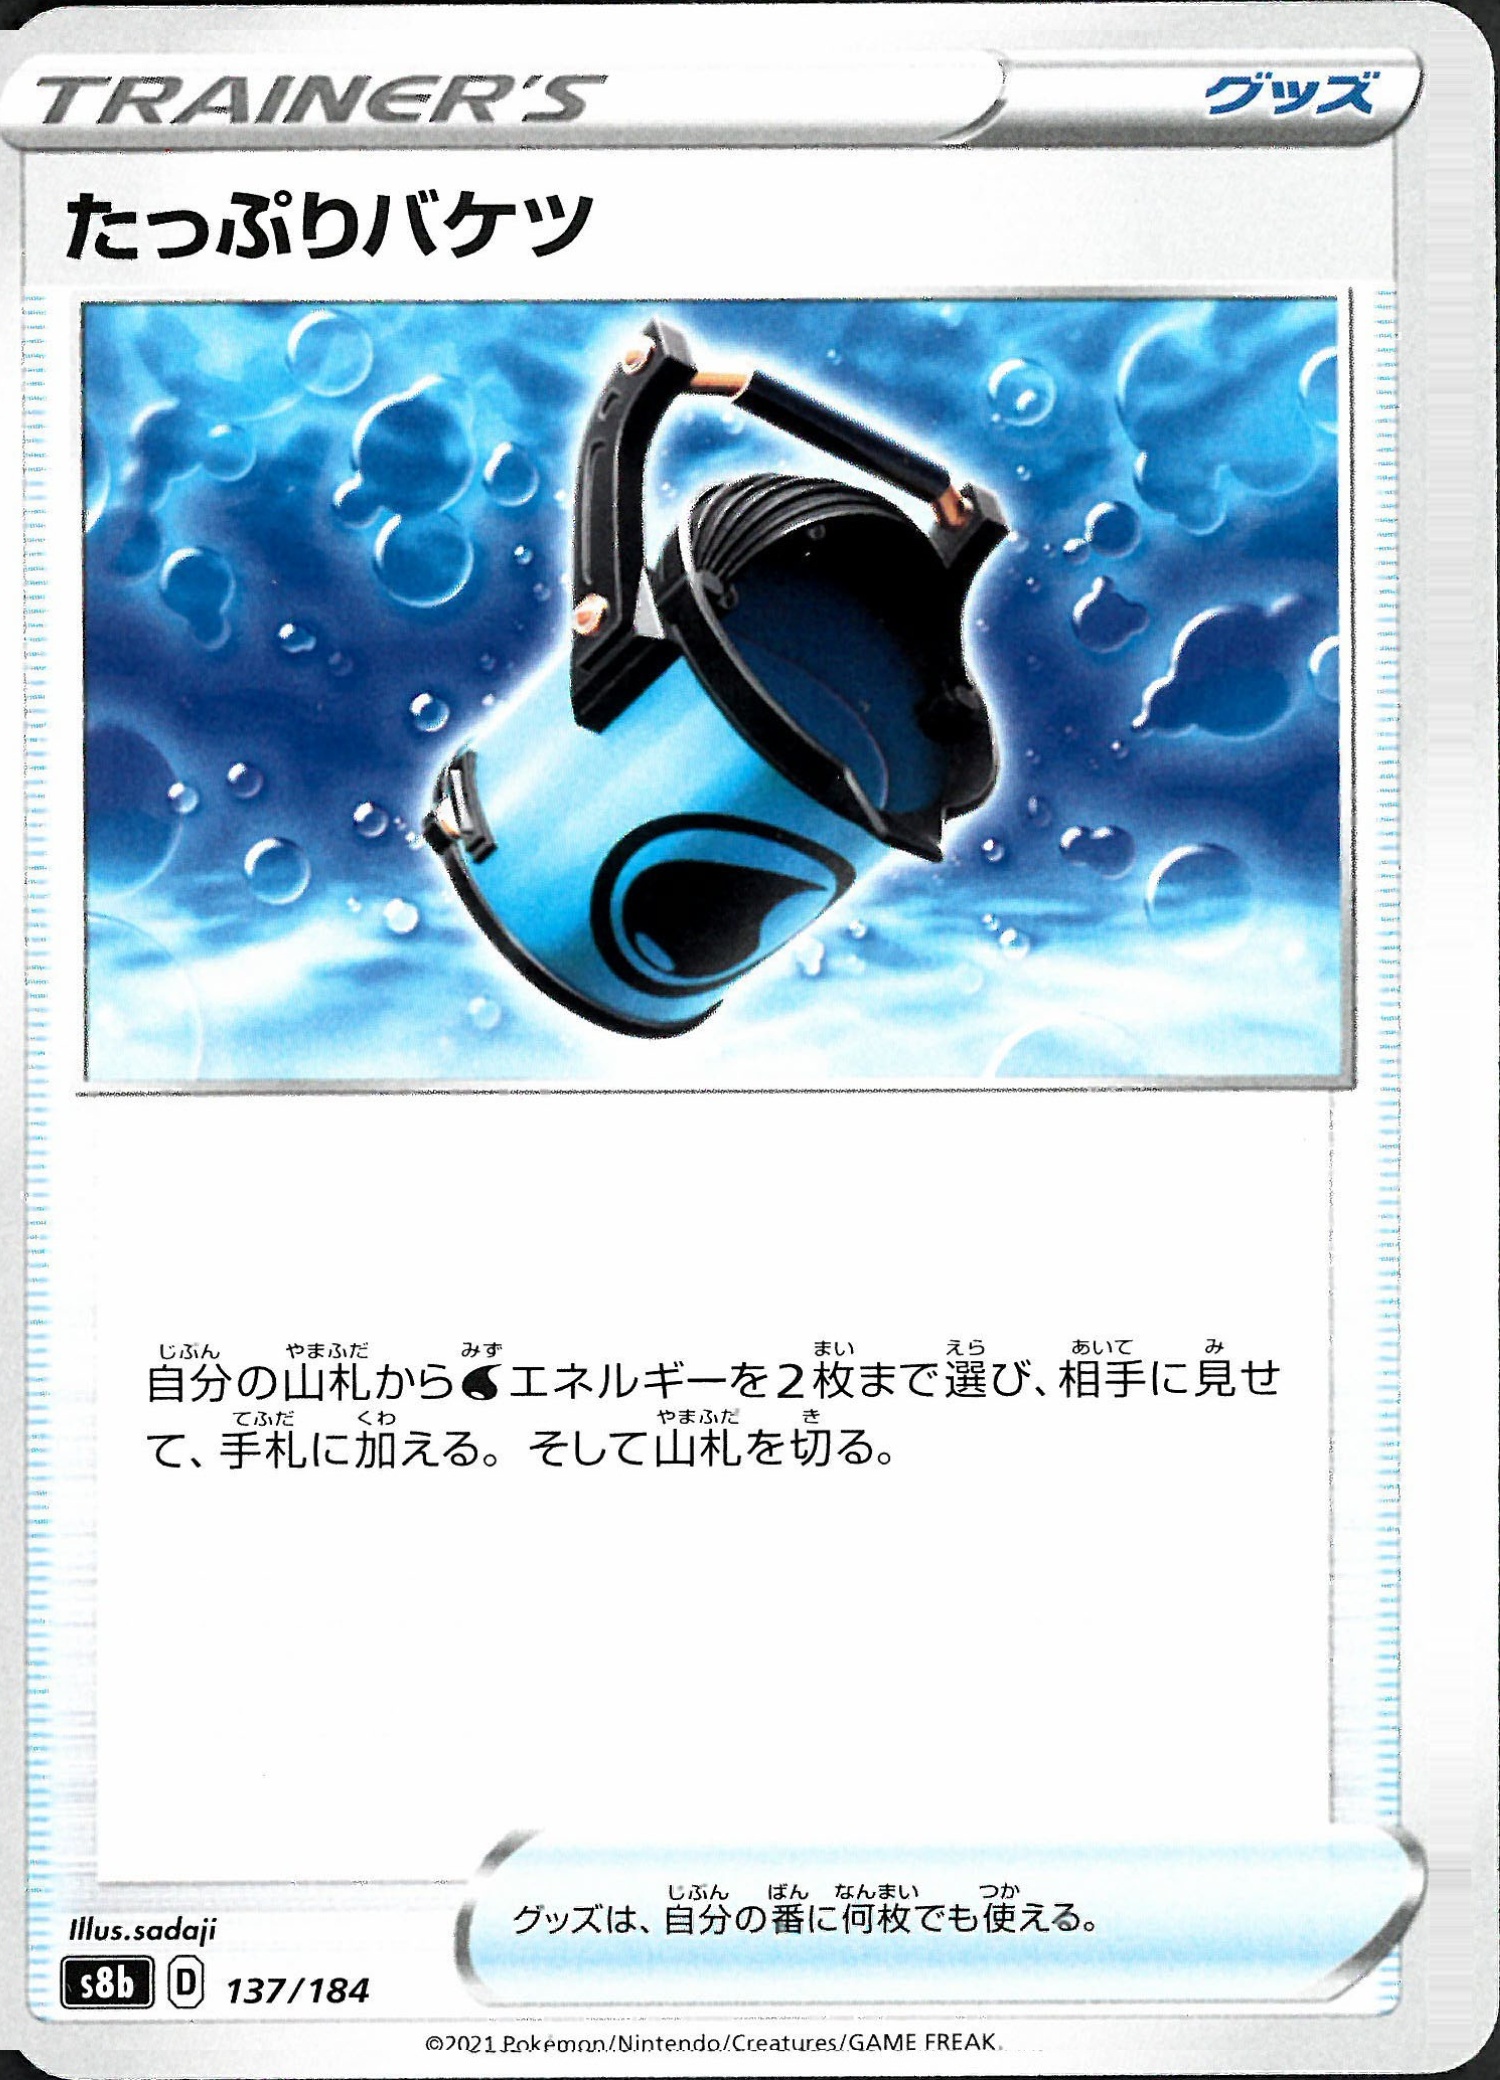 TRAINER'S
グッズ
たっぷりバケツ
じぶん やまふだ みず まい えら あいて み
自分の山札からエネルギーを2枚まで選び、相手に見せ
てふだ くわ やまふだ き
て、手札に加える。そして山札を切る。
じぶん ばん なんまい つか
グッズは、自分の番に何枚でも使える。
Illus.sadaji
s8b D 137/184
©2021 Pokémon/Nintendo/Creatures/GAME FREAK.